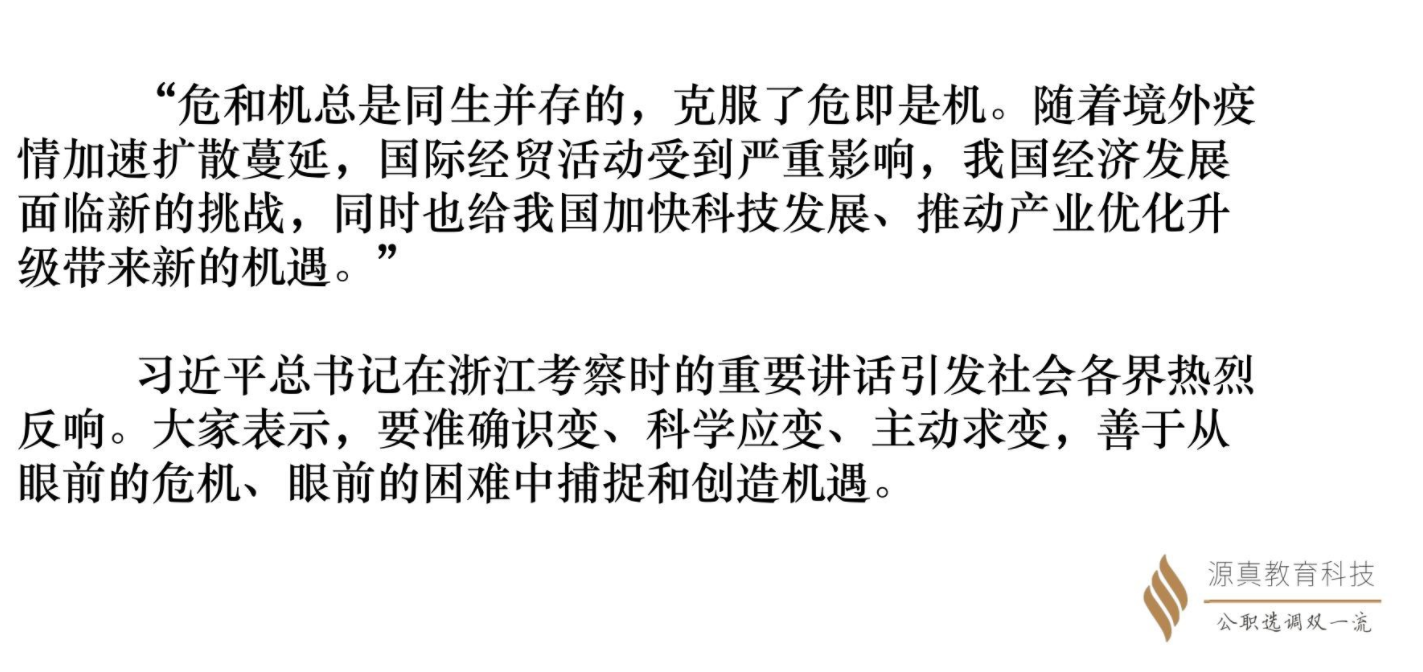 “危和机总是同生并存的，克服了危即是机。随着境外疫
情加速扩散蔓延，国际经贸活动受到严重影响，我国经济发展
面临新的挑战，同时也给我国加快科技发展、推动产业优化升
级带来新的机遇。”
习近平总书记在浙江考察时的重要讲话引发社会各界热烈
反响。大家表示，要准确识变、科学应变、主动求变，善于从
眼前的危机、眼前的困难中捕捉和创造机遇。
源真教育科技
公职选调双一流